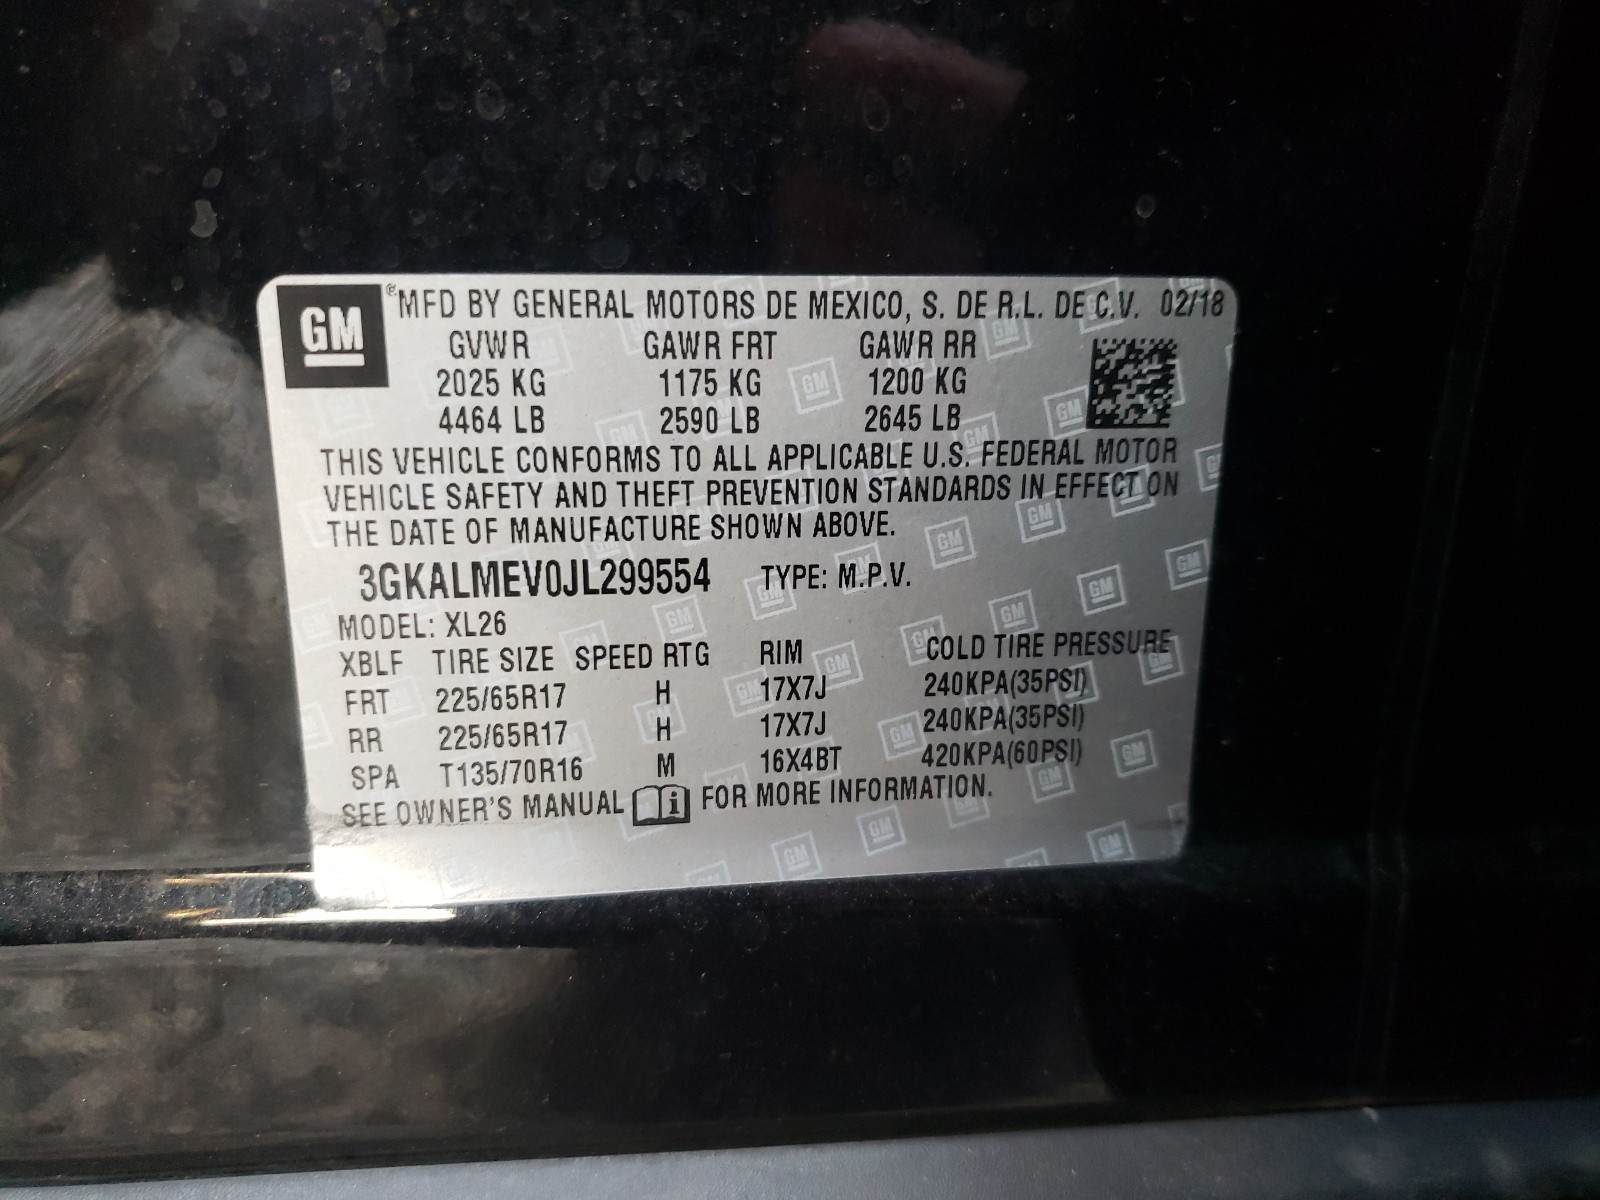 GM ® MFD BY GENERAL MOTORS DE MEXICO, S. DE R.L. DE C.V. 02/18
GVWR GAWR FRT GAWR RR
2025 KG 1175 KG 1200 KG
4464 LB 2590 LB 2645 LB
THIS VEHICLE CONFORMS TO ALL APPLICABLE U.S. FEDERAL MOTOR
VEHICLE SAFETY AND THEFT PREVENTION STANDARDS IN EFFECT ON
THE DATE OF MANUFACTURE SHOWN ABOVE.
3GKALMEV0JL299554 TYPE: M.P.V.
MODEL: XL26
XBLF TIRE SIZE SPEED RTG RIM COLD TIRE PRESSURE
FRT 225/65R17 H 17X7J 240KPA(35PSI)
RR 225/65R17 H 17X7J 240KPA(35PSI)
SPA T135/70R16 M 16X4BT 420KPA(60PSI)
SEE OWNER'S MANUAL i FOR MORE INFORMATION.